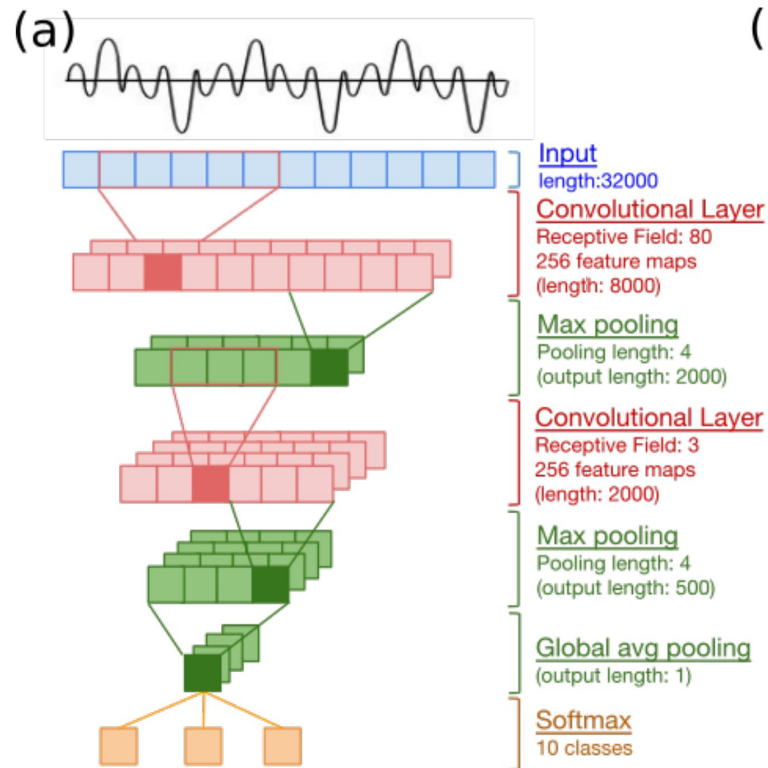 (a)
(
Input
length:32000
Convolutional Layer
Receptive Field: 80
256 feature maps
(length: 8000)
Max pooling
Pooling length: 4
(output length: 2000)
Convolutional Layer
Receptive Field: 3
256 feature maps
(length: 2000)
Max pooling
Pooling length: 4
(output length: 500)
Global avg pooling
(output length: 1)
Softmax
10 classes